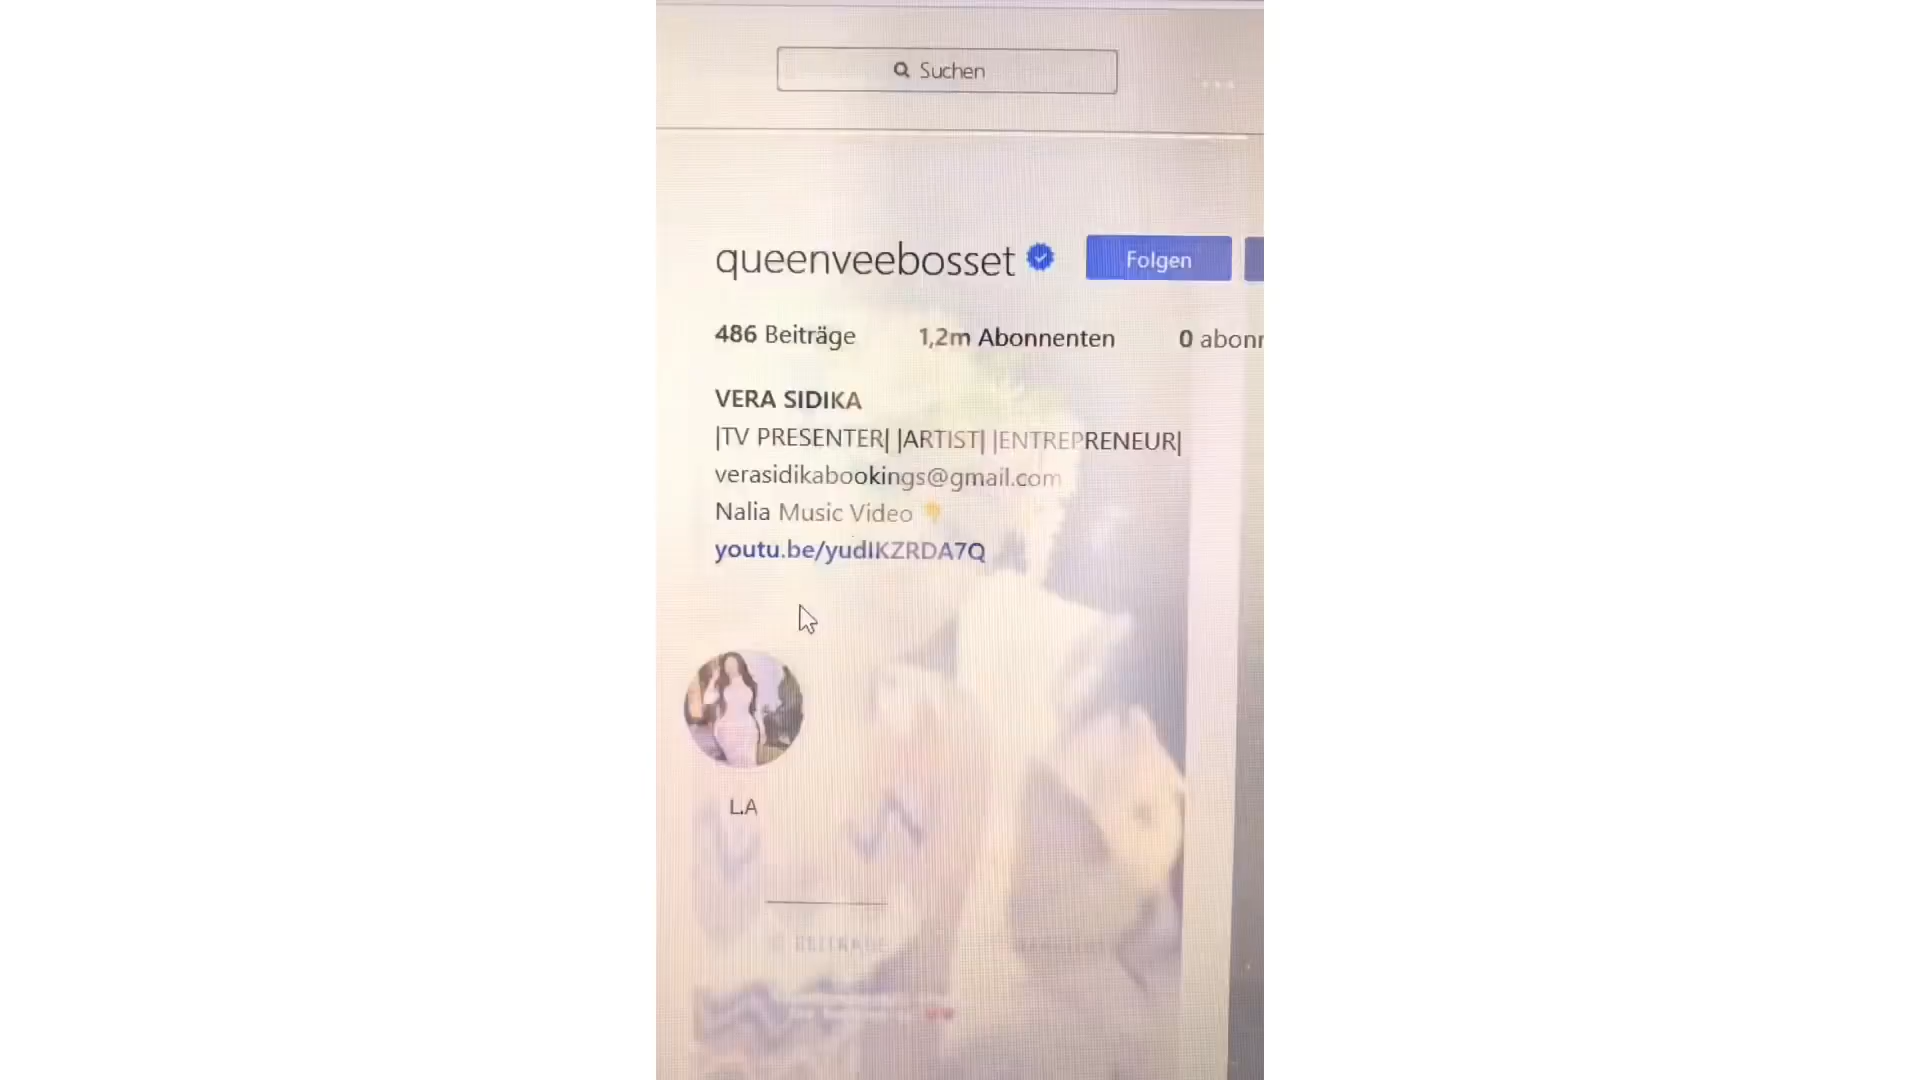 Suchen
queenveebosset Folgen
486 Beiträge 1,2m Abonnenten 0 abonn
VERA SIDIKA
|TV PRESENTER| |ARTIST| |ENTREPRENEUR|
verasidikabookings@gmail.com
Nalia Music Video 👇
youtu.be/yudIKZRDA7Q
L.A
BEITRÄGE